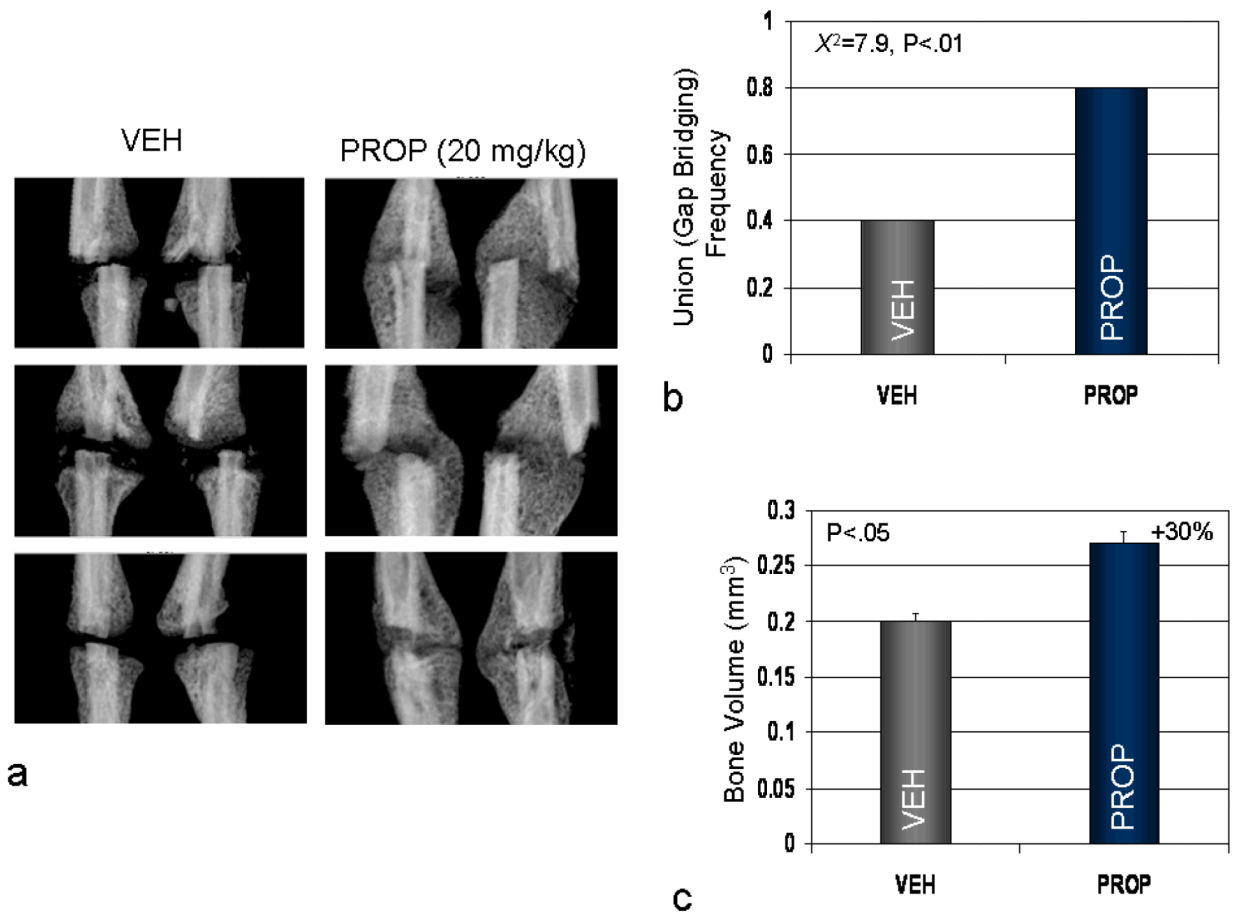 VEH
PROP (20 mg/kg)
a
X²=7.9, P<.01
Union (Gap Bridging)
Frequency
1
0.8
0.6
0.4
0.2
0
VEH
PROP
VEH
PROP
b
P<.05
+30%
Bone Volume (mm³)
0.3
0.25
0.2
0.15
0.1
0.05
0
VEH
PROP
VEH
PROP
c